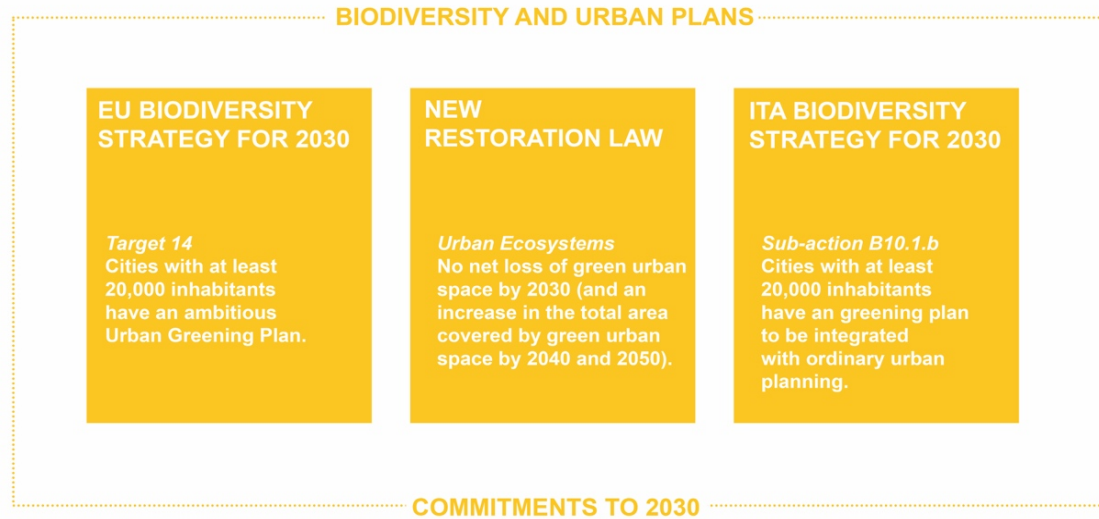 BIODIVERSITY AND URBAN PLANS
EU BIODIVERSITY
STRATEGY FOR 2030
Target 14
Cities with at least
20,000 inhabitants
have an ambitious
Urban Greening Plan.
NEW
RESTORATION LAW
Urban Ecosystems
No net loss of green urban
space by 2030 (and an
increase in the total area
covered by green urban
space by 2040 and 2050).
ITA BIODIVERSITY
STRATEGY FOR 2030
Sub-action B10.1.b
Cities with at least
20,000 inhabitants
have an greening plan
to be integrated
with ordinary urban
planning.
COMMITMENTS TO 2030